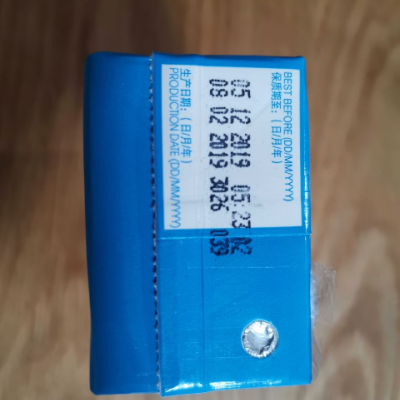 BEST BEFORE (DD/MM/YYYY)
保质期至:(日/月/年)
05 12 2019 05:23 02
08 02 2019 3026 039
生产日期:(日/月/年)
PRODUCTION DATE (DD/MM/YYYY)